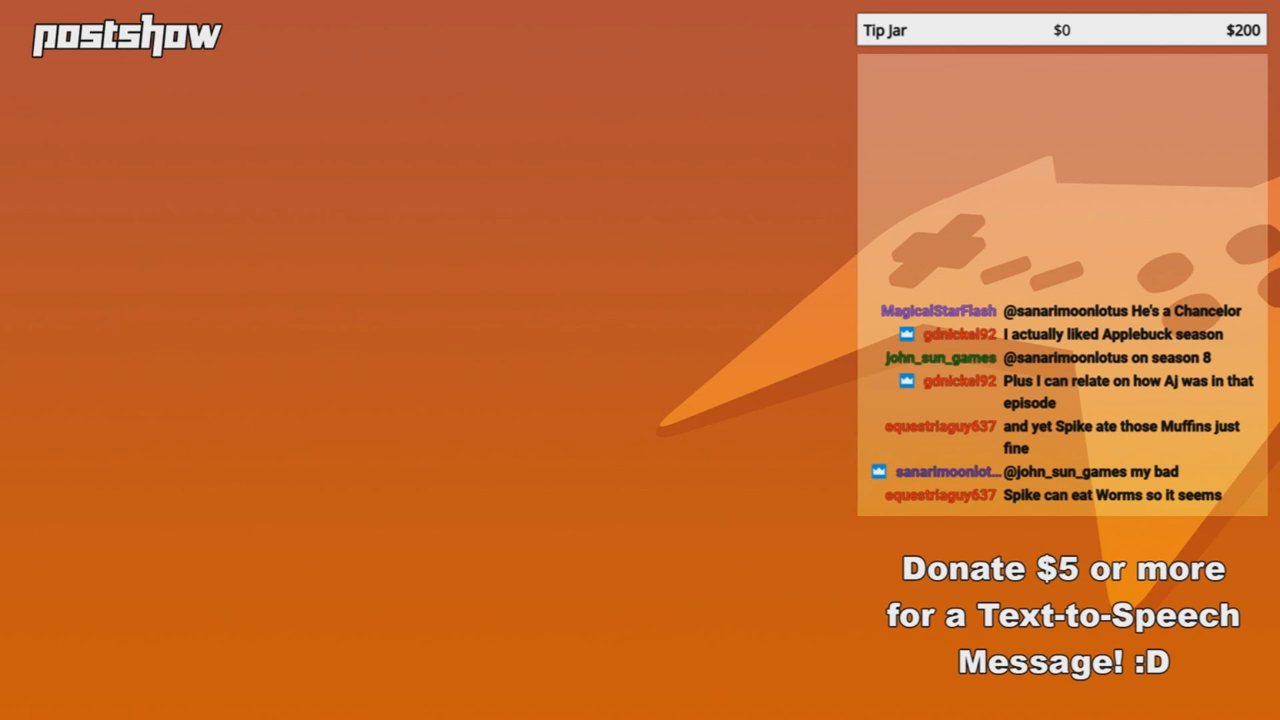 postshow
Tip Jar $0 $200
MagicalStarFlash @sanarimoonlotus He's a Chancelor
gdnickel92 I actually liked Applebuck season
john_sun_games @sanarimoonlotus on season 8
gdnickel92 Plus I can relate on how Aj was in that
episode
equestriaguy637 and yet Spike ate those Muffins just
fine
sanarimoonlot... @john_sun_games my bad
equestriaguy637 Spike can eat Worms so it seems
Donate $5 or more
for a Text-to-Speech
Message! :D